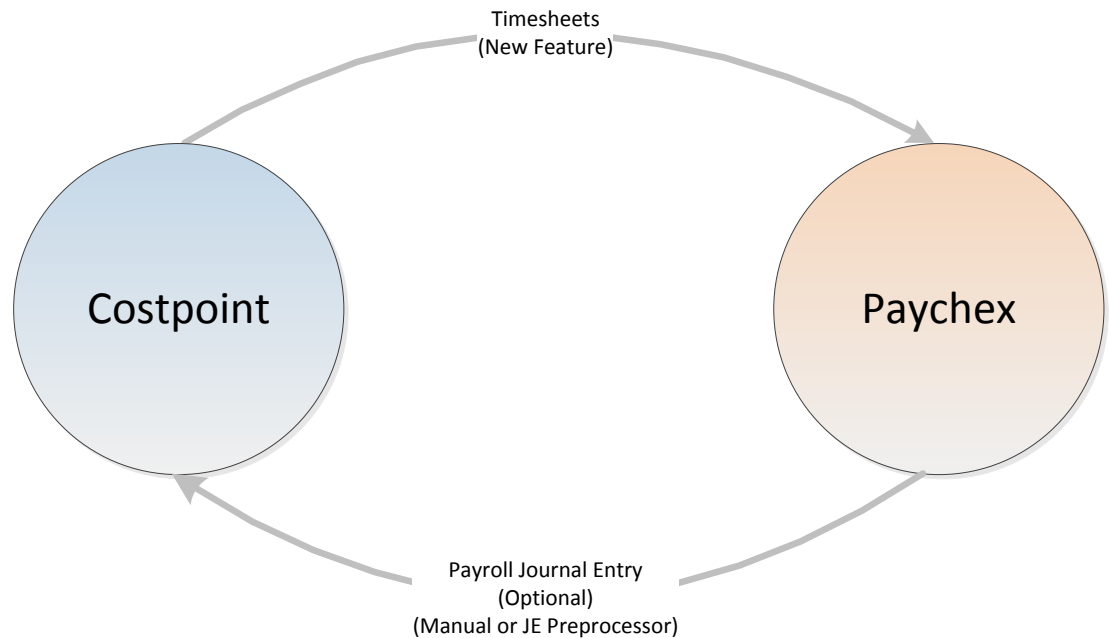 Timesheets
(New Feature)
Costpoint
Paychex
Payroll Journal Entry
(Optional)
(Manual or JE Preprocessor)